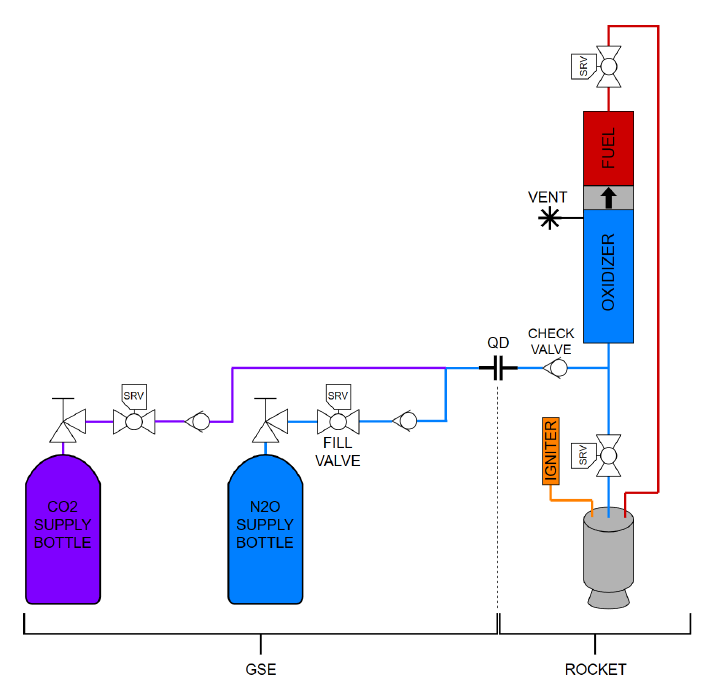 SRV
FUEL
VENT
OXIDIZER
QD
CHECK
VALVE
SRV
SRV
FILL
VALVE
IGNITER
SRV
CO2
SUPPLY
BOTTLE
N2O
SUPPLY
BOTTLE
GSE
ROCKET